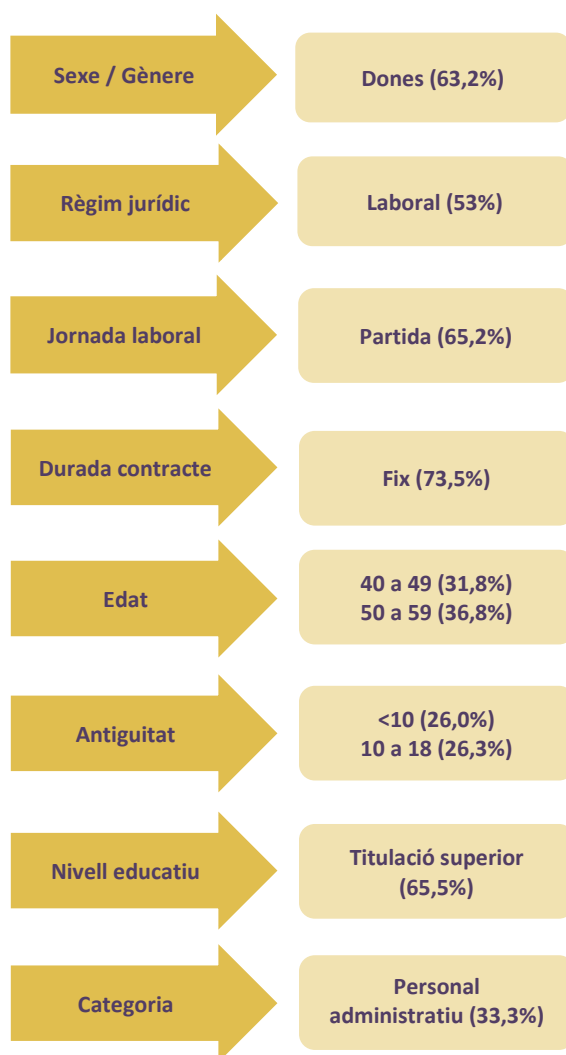 Sexe / Gènere
Dones (63,2%)
Règim jurídic
Laboral (53%)
Jornada laboral
Partida (65,2%)
Durada contracte
Fix (73,5%)
Edat
40 a 49 (31,8%)
50 a 59 (36,8%)
Antiguitat
<10 (26,0%)
10 a 18 (26,3%)
Nivell educatiu
Titulació superior
(65,5%)
Categoria
Personal
administratiu (33,3%)